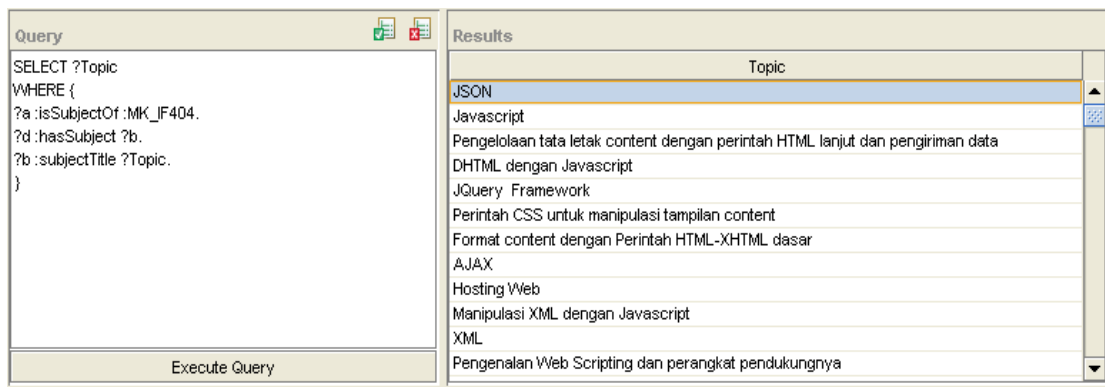 Query
SELECT ?Topic
WHERE {
?a :isSubjectOf :MK_IF404.
?d :hasSubject ?b.
?b :subjectTitle ?Topic.
}
Execute Query
Results
Topic
JSON
Javascript
Pengelolaan tata letak content dengan perintah HTML lanjut dan pengiriman data
DHTML dengan Javascript
JQuery Framework
Perintah CSS untuk manipulasi tampilan content
Format content dengan Perintah HTML-XHTML dasar
AJAX
Hosting Web
Manipulasi XML dengan Javascript
XML
Pengenalan Web Scripting dan perangkat pendukungnya